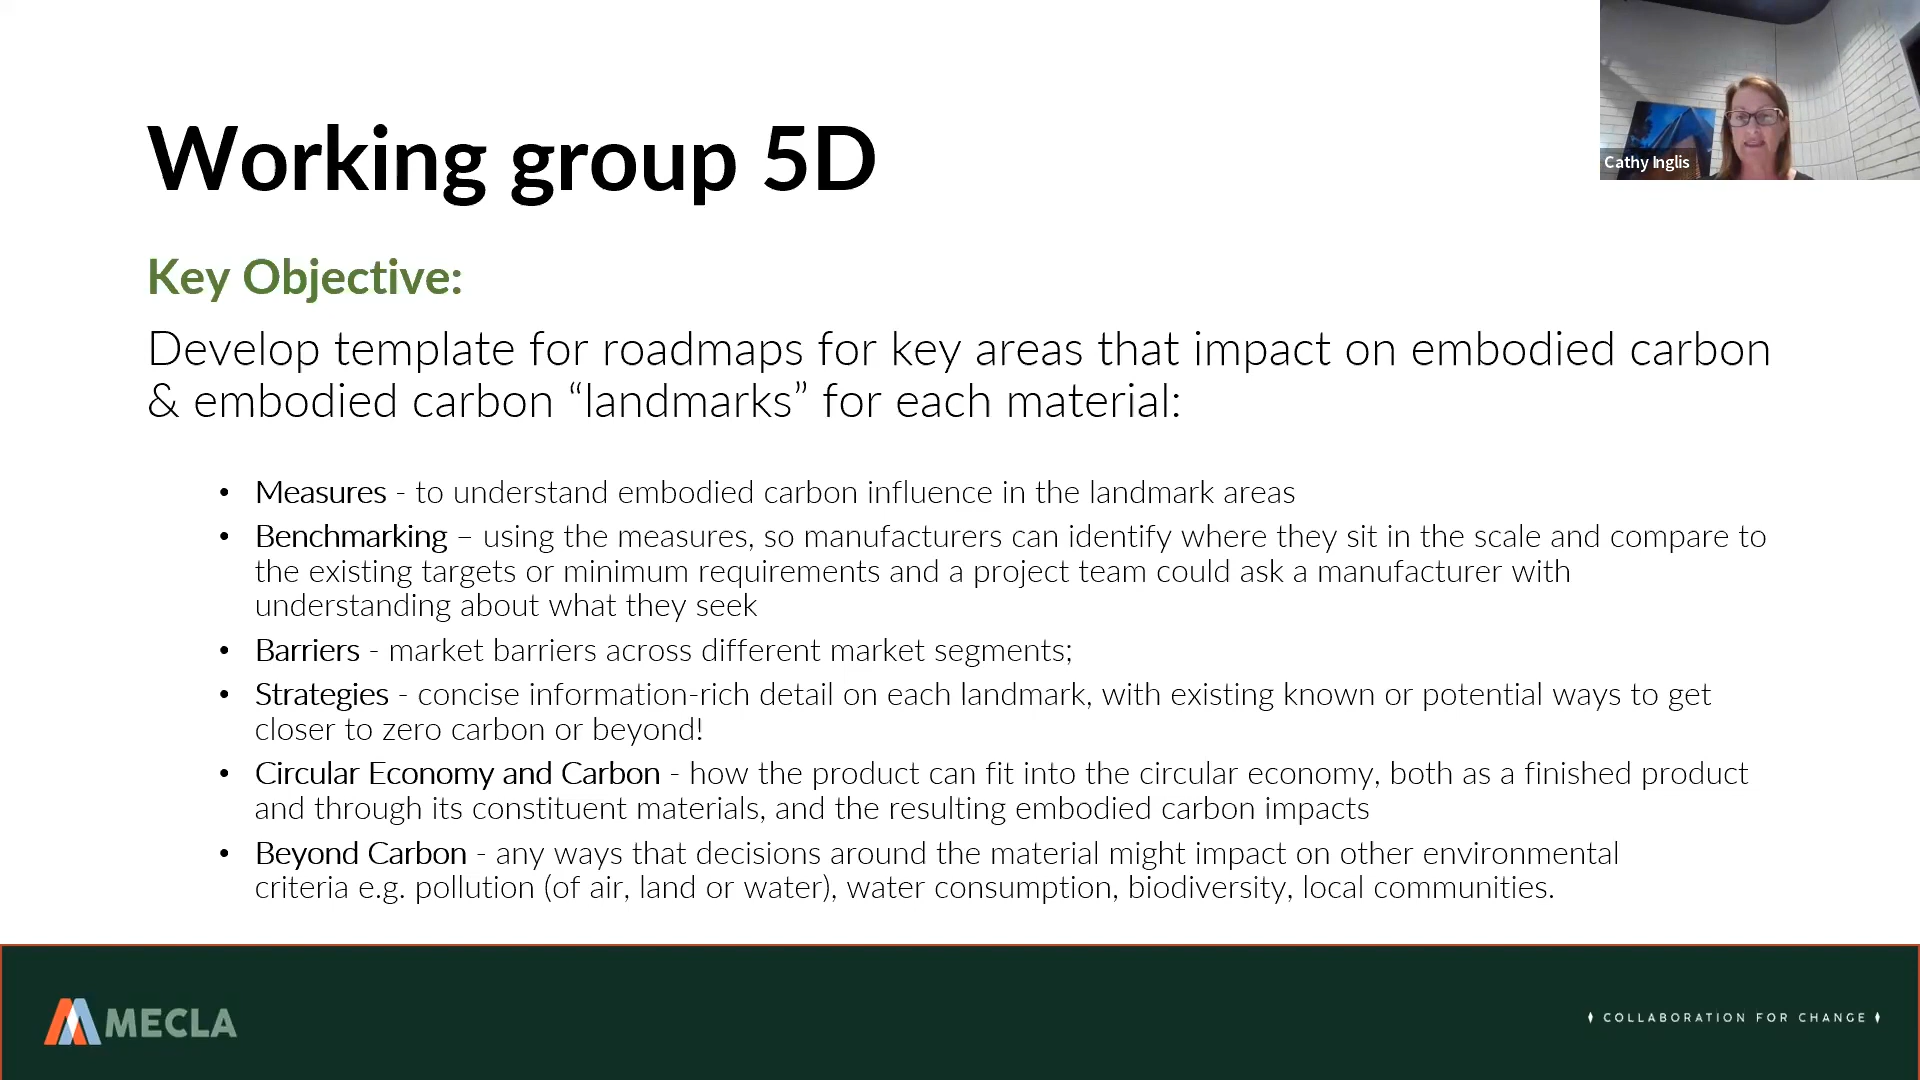 Cathy Inglis
Working group 5D
Key Objective:
Develop template for roadmaps for key areas that impact on embodied carbon
& embodied carbon “landmarks” for each material:
• Measures - to understand embodied carbon influence in the landmark areas
• Benchmarking – using the measures, so manufacturers can identify where they sit in the scale and compare to
the existing targets or minimum requirements and a project team could ask a manufacturer with
understanding about what they seek
• Barriers - market barriers across different market segments;
• Strategies - concise information-rich detail on each landmark, with existing known or potential ways to get
closer to zero carbon or beyond!
• Circular Economy and Carbon - how the product can fit into the circular economy, both as a finished product
and through its constituent materials, and the resulting embodied carbon impacts
• Beyond Carbon - any ways that decisions around the material might impact on other environmental
criteria e.g. pollution (of air, land or water), water consumption, biodiversity, local communities.
MECLA
COLLABORATION FOR CHANGE